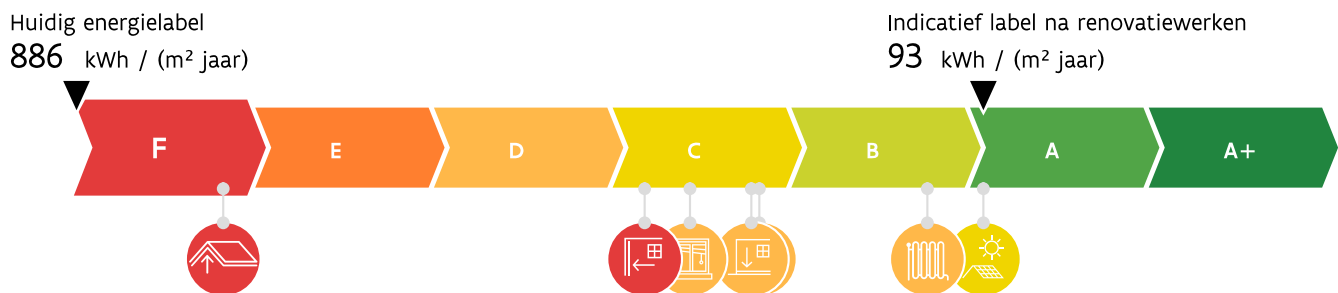 Huidig energielabel
886 kWh / (m² jaar)
Indicatief label na renovatiewerken
93 kWh / (m² jaar)
F E D C B A A+